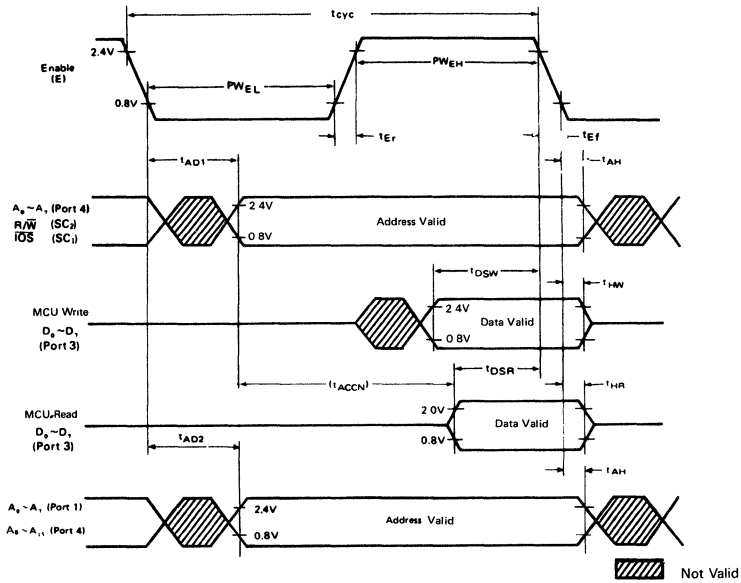 tcyc
2.4V
Enable
(E)
PWEH
PWEL
0.8V
tEr
tEf
tAD1
tAH
A₀~A₇ (Port 4)
R/W̅ (SC₂)
I̅O̅S̅ (SC₁)
2 4V
Address Valid
0 8V
tDSW
tHW
MCU Write
D₀~D₇
(Port 3)
2 4V
Data Valid
0 8V
tDSR
(tACCN)
tHR
MCU Read
D₀~D₇
(Port 3)
2 0V
Data Valid
0.8V
tAD2
tAH
A₀~A₇ (Port 1)
2.4V
Address Valid
A₈~A₁₅ (Port 4)
0.8V
Not Valid